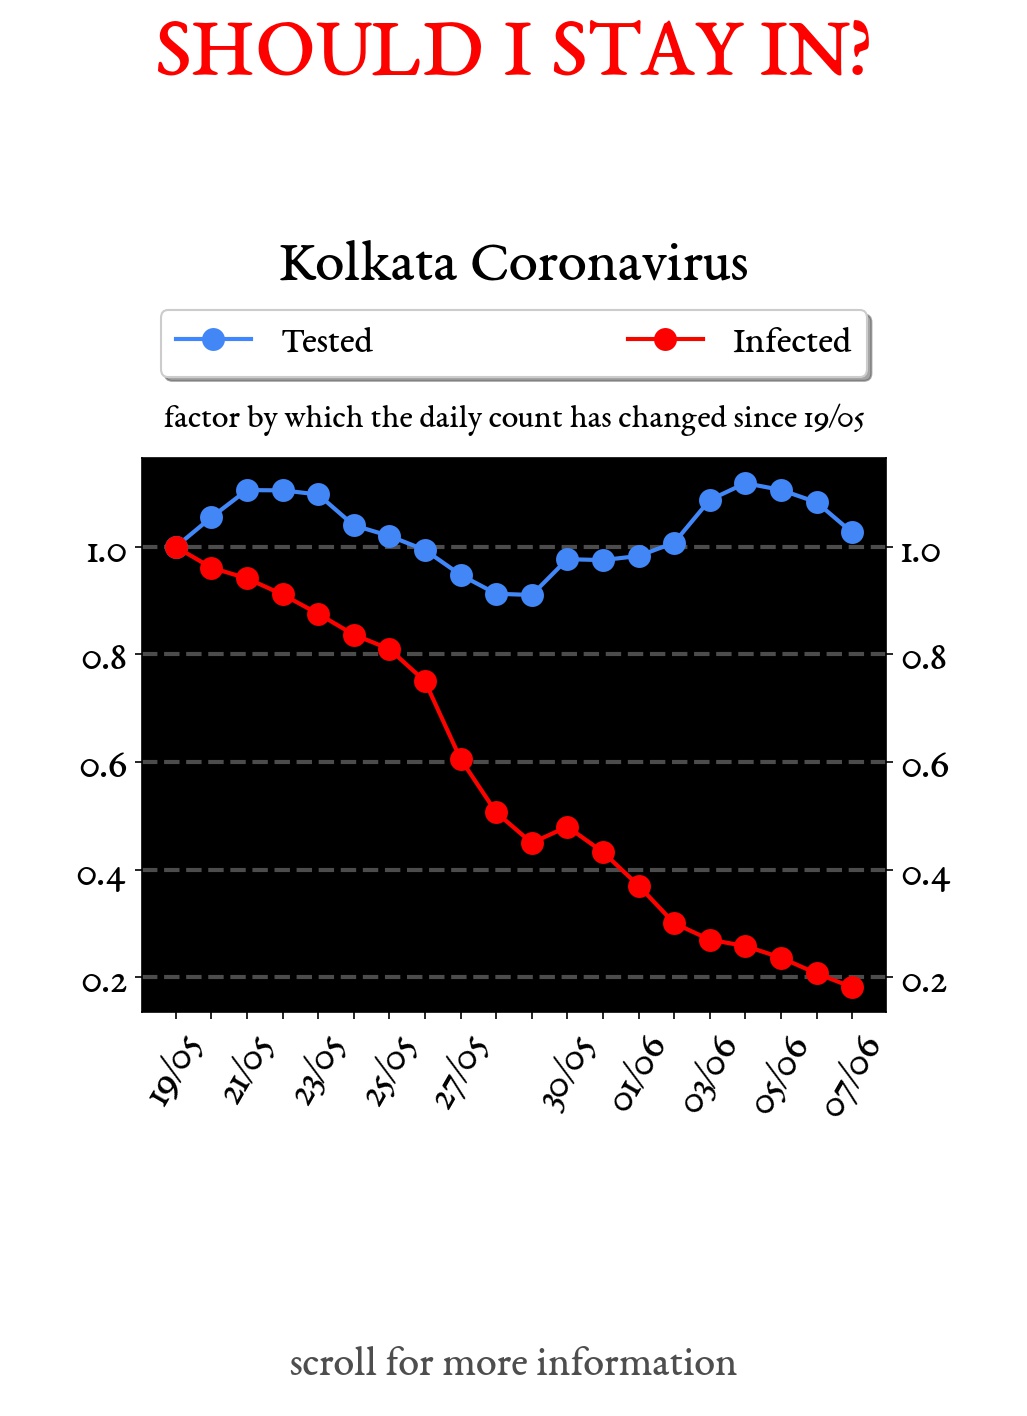 SHOULD I STAY IN?
Kolkata Coronavirus
Tested Infected
factor by which the daily count has changed since 19/05
1.0 1.0
0.8 0.8
0.6 0.6
0.4 0.4
0.2 0.2
19/05 21/05 23/05 25/05 27/05 30/05 01/06 03/06 05/06 07/06
scroll for more information